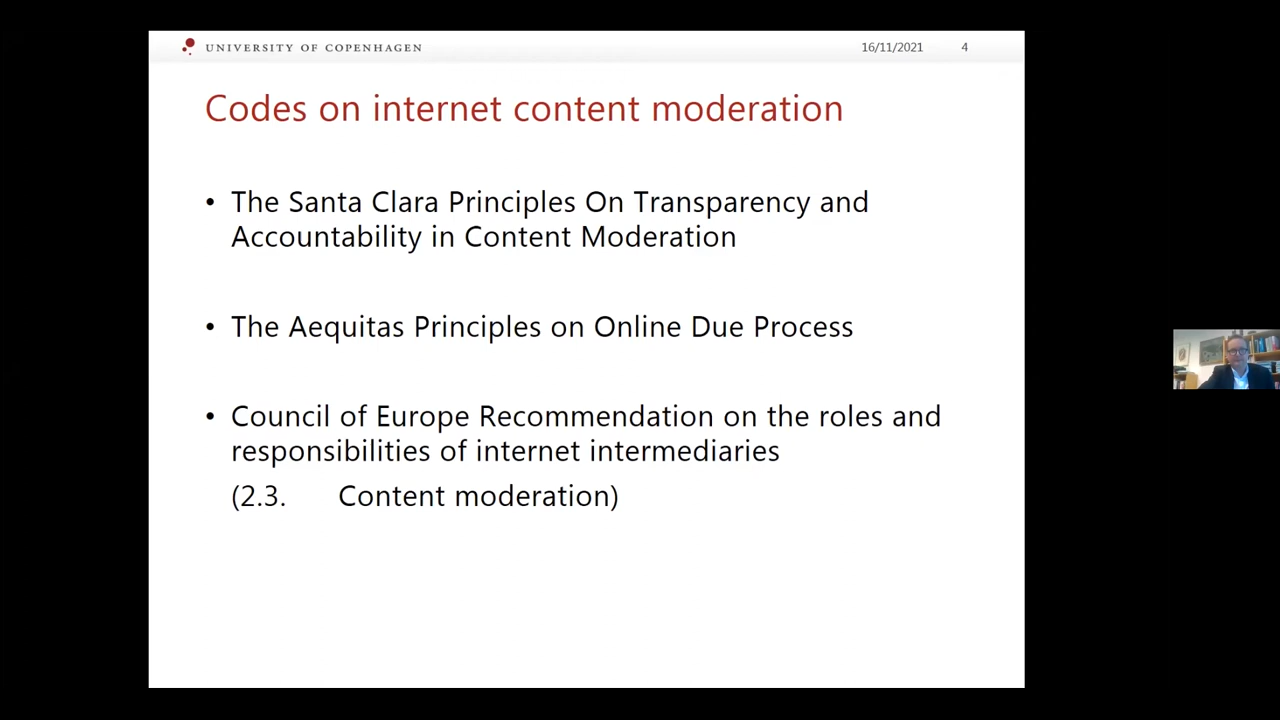 UNIVERSITY OF COPENHAGEN
16/11/2021 4
Codes on internet content moderation
• The Santa Clara Principles On Transparency and
Accountability in Content Moderation
• The Aequitas Principles on Online Due Process
• Council of Europe Recommendation on the roles and
responsibilities of internet intermediaries
(2.3. Content moderation)